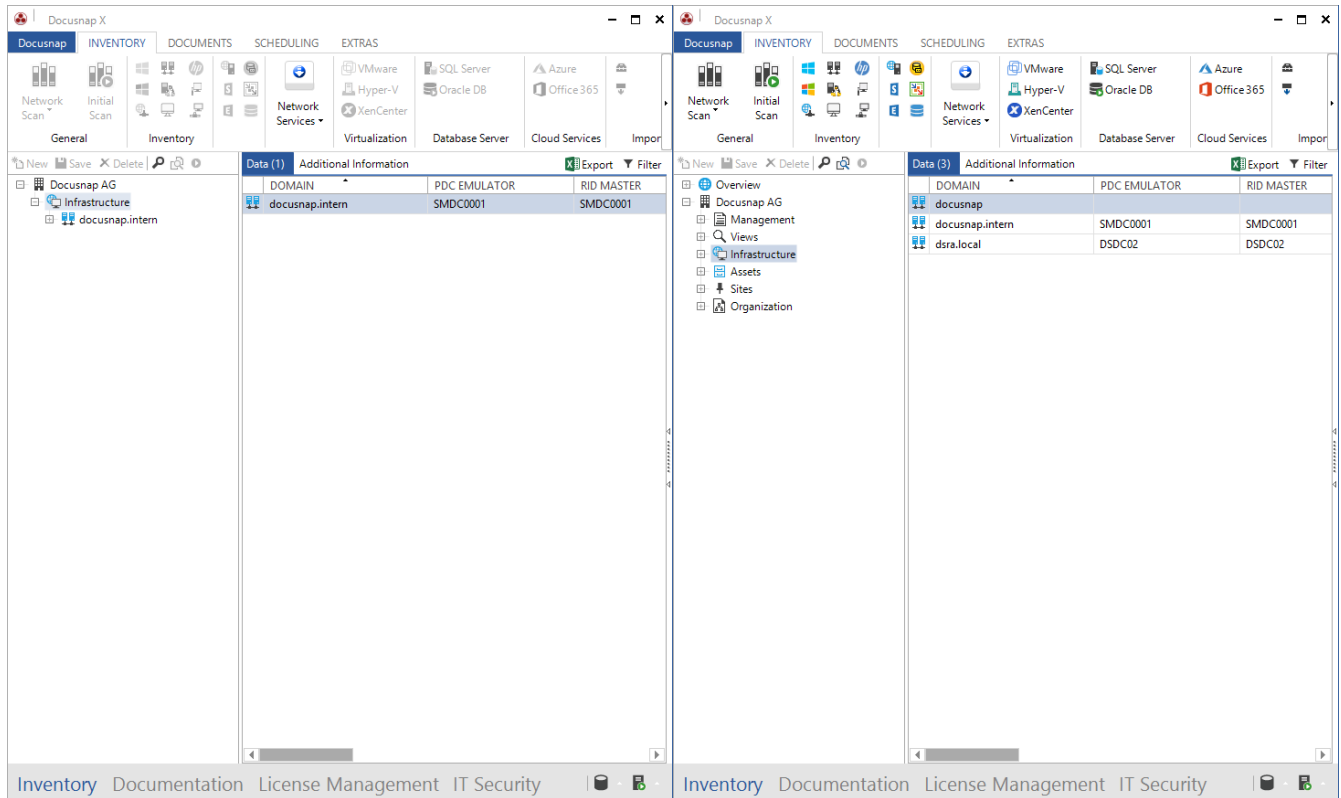 Docusnap X
Docusnap INVENTORY DOCUMENTS SCHEDULING EXTRAS
VMware SQL Server Azure
Hyper-V Oracle DB Office 365
Network Scan Initial Scan Network Services XenCenter
General Inventory Virtualization Database Server Cloud Services Impor
New Save Delete Data (1) Additional Information Export Filter
Docusnap AG DOMAIN PDC EMULATOR RID MASTER
Infrastructure docusnap.intern SMDC0001 SMDC0001
docusnap.intern
Inventory Documentation License Management IT Security
Docusnap X
Docusnap INVENTORY DOCUMENTS SCHEDULING EXTRAS
VMware SQL Server Azure
Hyper-V Oracle DB Office 365
Network Scan Initial Scan Network Services XenCenter
General Inventory Virtualization Database Server Cloud Services Impor
New Save Delete Data (3) Additional Information Export Filter
Overview DOMAIN PDC EMULATOR RID MASTER
Docusnap AG docusnap
Management docusnap.intern SMDC0001 SMDC0001
Views dsra.local DSDC02 DSDC02
Infrastructure
Assets
Sites
Organization
Inventory Documentation License Management IT Security